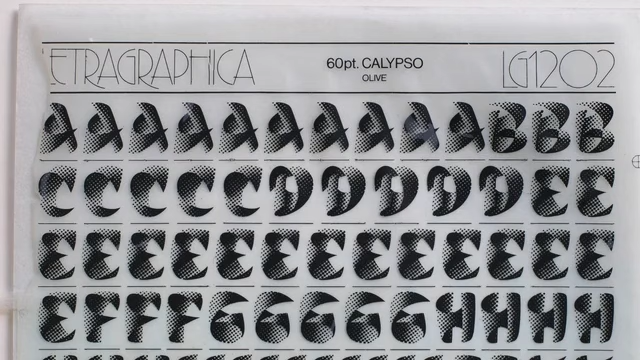 ETRAGRAPHICA 60pt. CALYPSO LG1202
OLIVE
A A A A A A A A A A B B B
C C C C C D D D D D E E
E E E E E E E E E E E E E
E F F F G G G G G H H H H